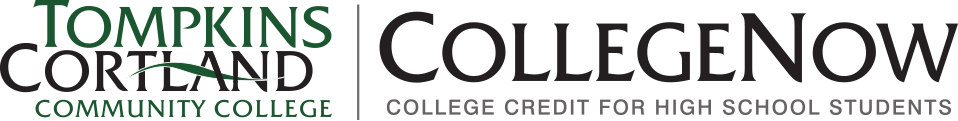 TOMPKINS
CORTLAND
COMMUNITY COLLEGE
COLLEGENOW
COLLEGE CREDIT FOR HIGH SCHOOL STUDENTS